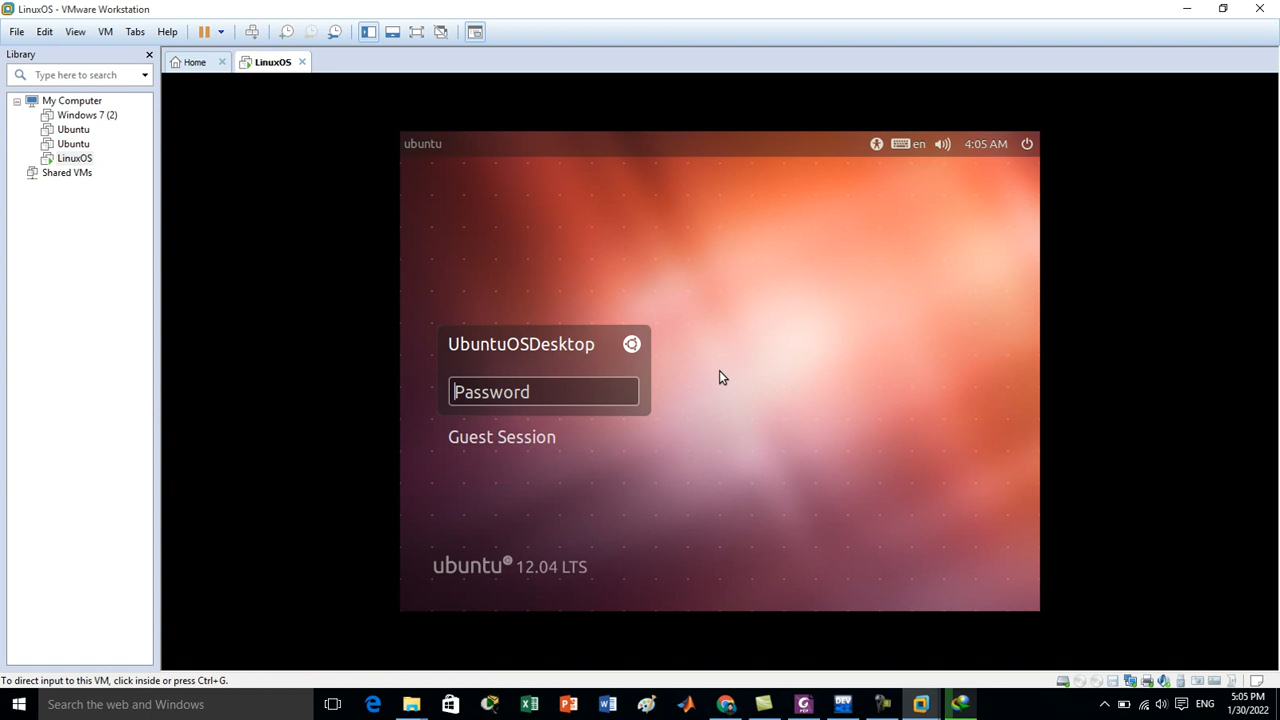 LinuxOS - VMware Workstation
File Edit View VM Tabs Help
Library
Type here to search
Home
LinuxOS
My Computer
Windows 7 (2)
Ubuntu
Ubuntu
LinuxOS
Shared VMs
ubuntu
en
4:05 AM
UbuntuOSDesktop
Password
Guest Session
ubuntu 12.04 LTS
To direct input to this VM, click inside or press Ctrl+G.
Search the web and Windows
ENG
5:05 PM
1/30/2022